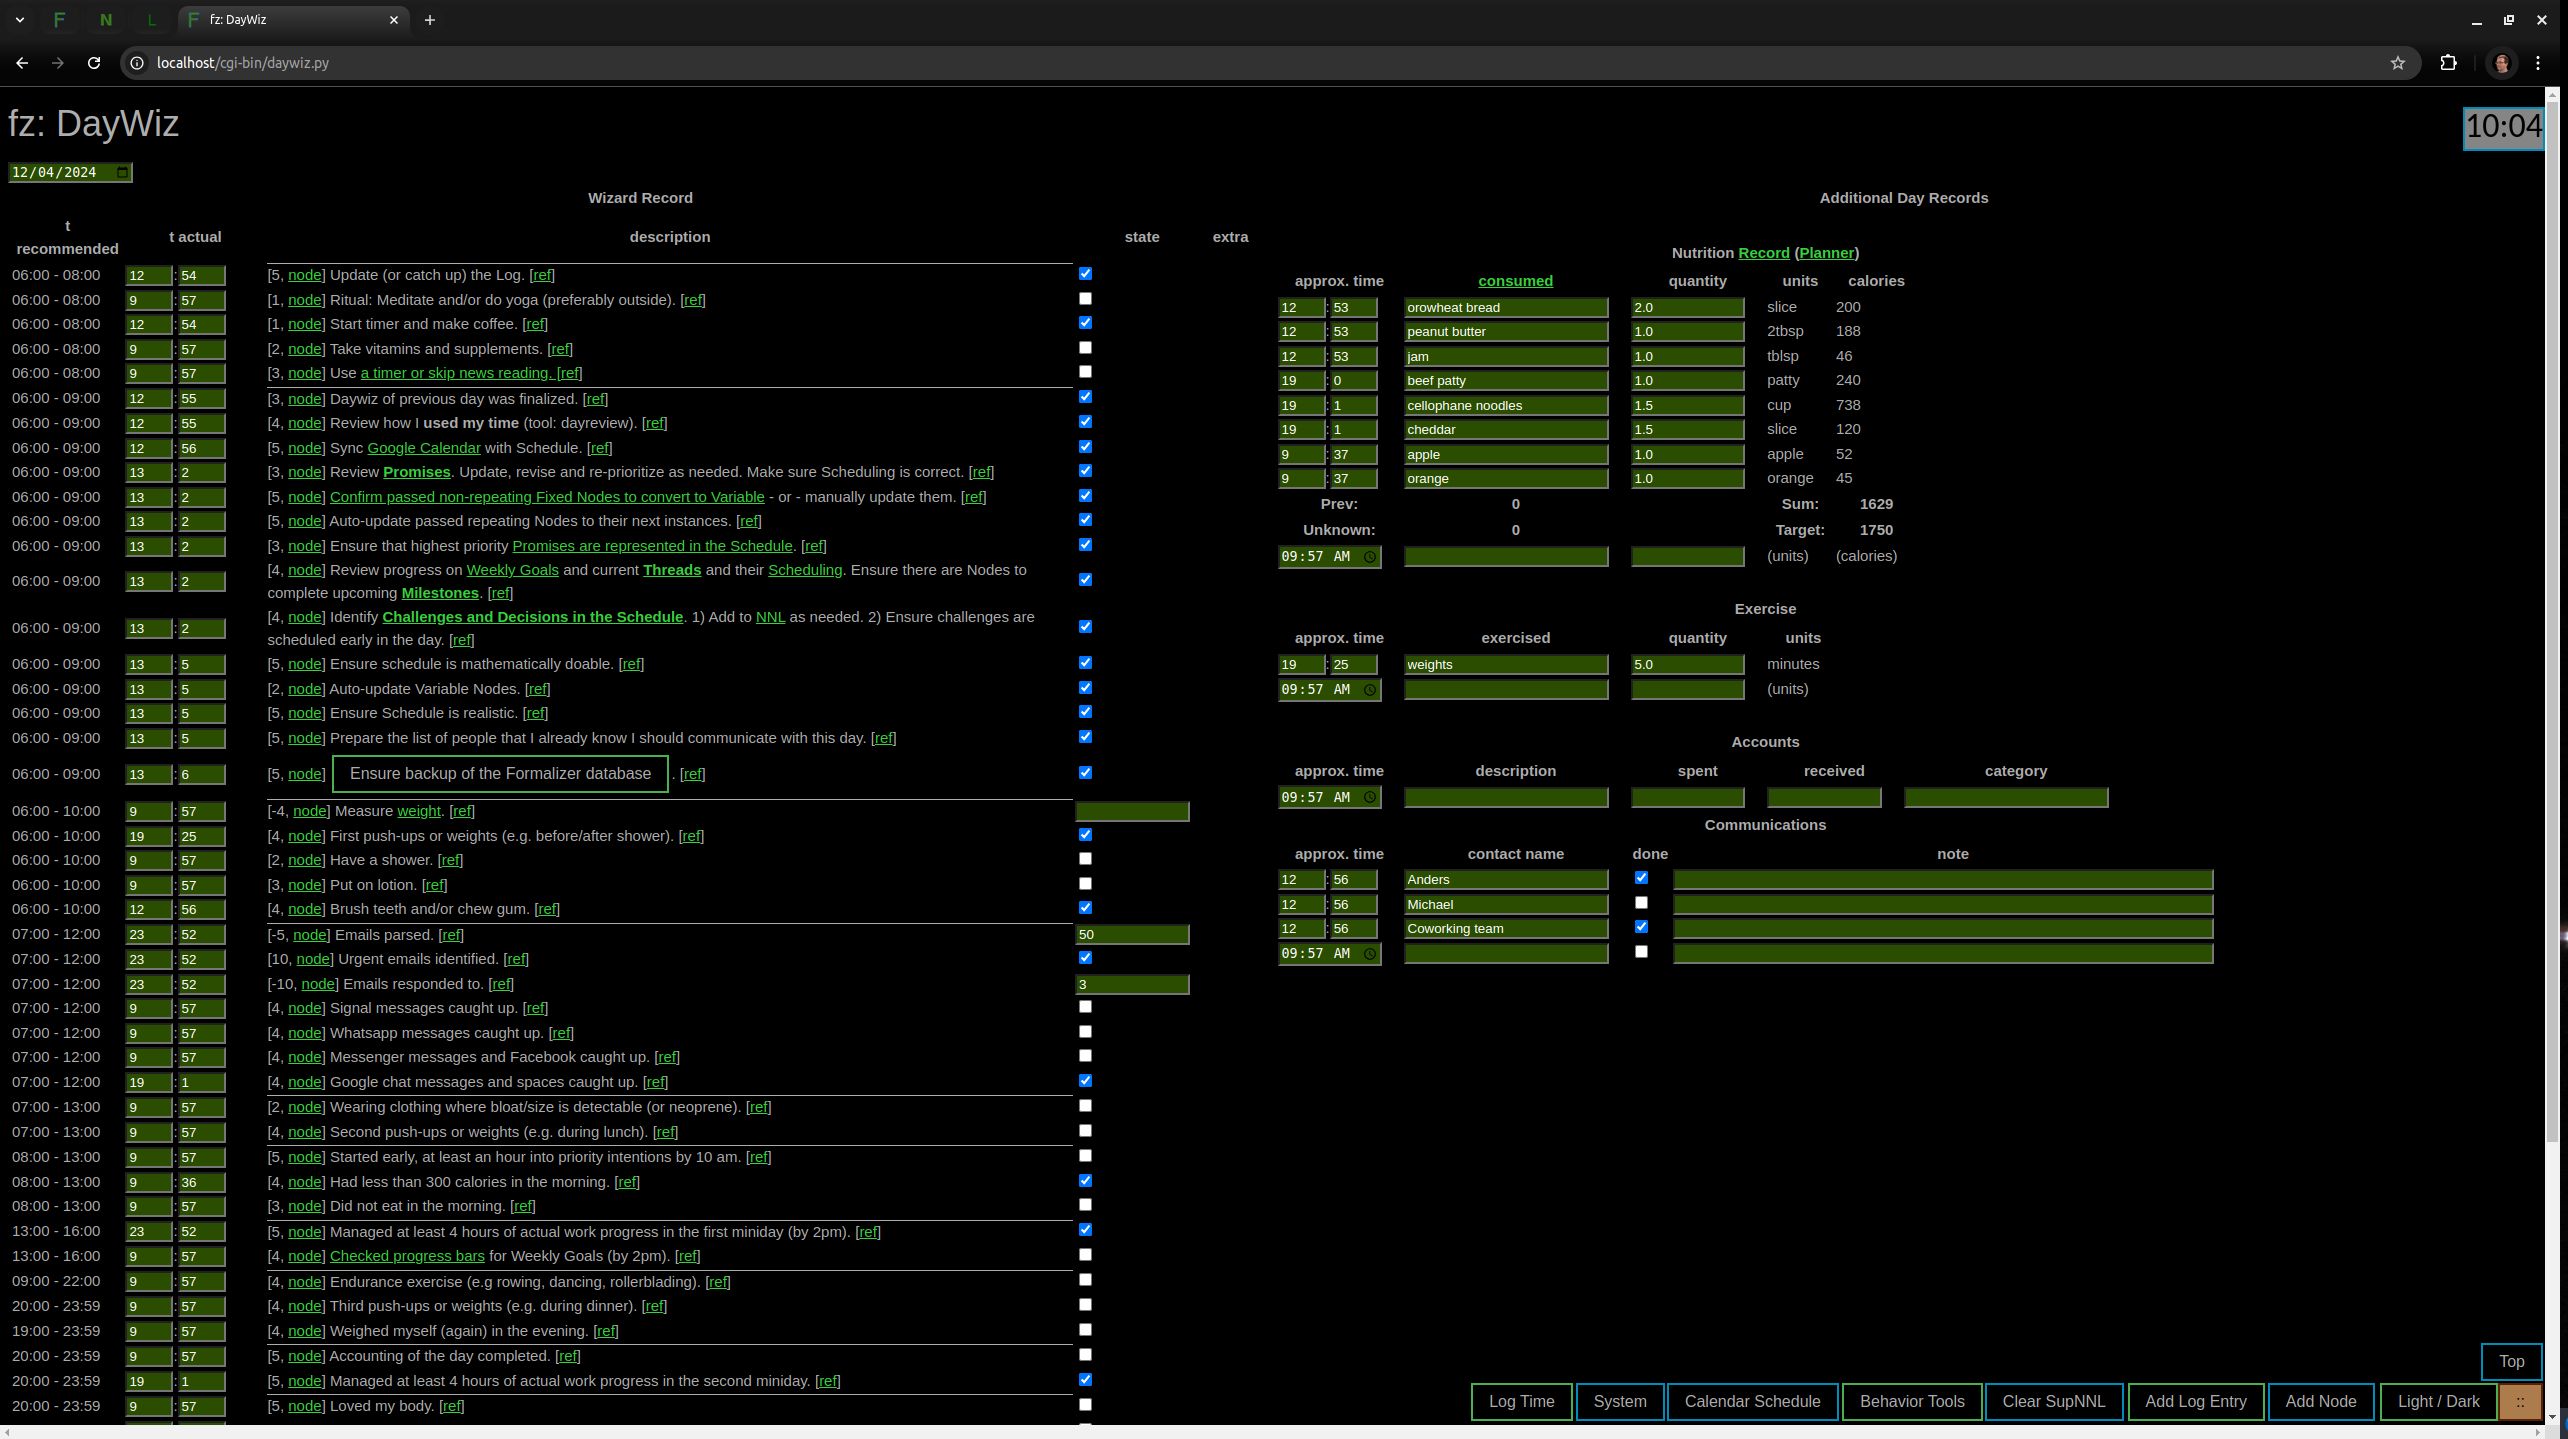 F N L F fz: DayWiz
localhost/cgi-bin/daywiz.py
fz: DayWiz
10:04
12/04/2024
Wizard Record
t recommended t actual description state extra
06:00 - 08:00 12 : 54 [5, node] Update (or catch up) the Log. [ref]
06:00 - 08:00 9 : 57 [1, node] Ritual: Meditate and/or do yoga (preferably outside). [ref]
06:00 - 08:00 12 : 54 [1, node] Start timer and make coffee. [ref]
06:00 - 08:00 9 : 57 [2, node] Take vitamins and supplements. [ref]
06:00 - 08:00 9 : 57 [3, node] Use a timer or skip news reading. [ref]
06:00 - 09:00 12 : 55 [3, node] Daywiz of previous day was finalized. [ref]
06:00 - 09:00 12 : 55 [4, node] Review how I used my time (tool: dayreview). [ref]
06:00 - 09:00 12 : 56 [5, node] Sync Google Calendar with Schedule. [ref]
06:00 - 09:00 13 : 2 [3, node] Review Promises. Update, revise and re-prioritize as needed. Make sure Scheduling is correct. [ref]
06:00 - 09:00 13 : 2 [5, node] Confirm passed non-repeating Fixed Nodes to convert to Variable - or - manually update them. [ref]
06:00 - 09:00 13 : 2 [5, node] Auto-update passed repeating Nodes to their next instances. [ref]
06:00 - 09:00 13 : 2 [3, node] Ensure that highest priority Promises are represented in the Schedule. [ref]
06:00 - 09:00 13 : 2 [4, node] Review progress on Weekly Goals and current Threads and their Scheduling. Ensure there are Nodes to
complete upcoming Milestones. [ref]
06:00 - 09:00 13 : 2 [4, node] Identify Challenges and Decisions in the Schedule. 1) Add to NNL as needed. 2) Ensure challenges are
scheduled early in the day. [ref]
06:00 - 09:00 13 : 5 [5, node] Ensure schedule is mathematically doable. [ref]
06:00 - 09:00 13 : 5 [2, node] Auto-update Variable Nodes. [ref]
06:00 - 09:00 13 : 5 [5, node] Ensure Schedule is realistic. [ref]
06:00 - 09:00 13 : 5 [5, node] Prepare the list of people that I already know I should communicate with this day. [ref]
06:00 - 09:00 13 : 6 [5, node] Ensure backup of the Formalizer database . [ref]
06:00 - 10:00 9 : 57 [-4, node] Measure weight. [ref]
06:00 - 10:00 19 : 25 [4, node] First push-ups or weights (e.g. before/after shower). [ref]
06:00 - 10:00 9 : 57 [2, node] Have a shower. [ref]
06:00 - 10:00 9 : 57 [3, node] Put on lotion. [ref]
06:00 - 10:00 12 : 56 [4, node] Brush teeth and/or chew gum. [ref]
07:00 - 12:00 23 : 52 [-5, node] Emails parsed. [ref] 50
07:00 - 12:00 23 : 52 [10, node] Urgent emails identified. [ref]
07:00 - 12:00 23 : 52 [-10, node] Emails responded to. [ref] 3
07:00 - 12:00 9 : 57 [4, node] Signal messages caught up. [ref]
07:00 - 12:00 9 : 57 [4, node] Whatsapp messages caught up. [ref]
07:00 - 12:00 9 : 57 [4, node] Messenger messages and Facebook caught up. [ref]
07:00 - 12:00 19 : 1 [4, node] Google chat messages and spaces caught up. [ref]
07:00 - 13:00 9 : 57 [2, node] Wearing clothing where bloat/size is detectable (or neoprene). [ref]
07:00 - 13:00 9 : 57 [4, node] Second push-ups or weights (e.g. during lunch). [ref]
08:00 - 13:00 9 : 57 [5, node] Started early, at least an hour into priority intentions by 10 am. [ref]
08:00 - 13:00 9 : 36 [4, node] Had less than 300 calories in the morning. [ref]
08:00 - 13:00 9 : 57 [3, node] Did not eat in the morning. [ref]
13:00 - 16:00 23 : 52 [5, node] Managed at least 4 hours of actual work progress in the first miniday (by 2pm). [ref]
13:00 - 16:00 9 : 57 [4, node] Checked progress bars for Weekly Goals (by 2pm). [ref]
09:00 - 22:00 9 : 57 [4, node] Endurance exercise (e.g rowing, dancing, rollerblading). [ref]
20:00 - 23:59 9 : 57 [4, node] Third push-ups or weights (e.g. during dinner). [ref]
19:00 - 23:59 9 : 57 [4, node] Weighed myself (again) in the evening. [ref]
20:00 - 23:59 9 : 57 [5, node] Accounting of the day completed. [ref]
20:00 - 23:59 19 : 1 [5, node] Managed at least 4 hours of actual work progress in the second miniday. [ref]
20:00 - 23:59 9 : 57 [5, node] Loved my body. [ref]
Additional Day Records
Nutrition Record (Planner)
approx. time consumed quantity units calories
12 : 53 orowheat bread 2.0 slice 200
12 : 53 peanut butter 1.0 2tbsp 188
12 : 53 jam 1.0 tblsp 46
19 : 0 beef patty 1.0 patty 240
19 : 1 cellophane noodles 1.5 cup 738
19 : 1 cheddar 1.5 slice 120
9 : 37 apple 1.0 apple 52
9 : 37 orange 1.0 orange 45
Prev: 0 Sum: 1629
Unknown: 0 Target: 1750
09:57 AM (units) (calories)
Exercise
approx. time exercised quantity units
19 : 25 weights 5.0 minutes
09:57 AM (units)
Accounts
approx. time description spent received category
09:57 AM
Communications
approx. time contact name done note
12 : 56 Anders
12 : 56 Michael
12 : 56 Coworking team
09:57 AM
Top
Log Time System Calendar Schedule Behavior Tools Clear SupNNL Add Log Entry Add Node Light / Dark ::